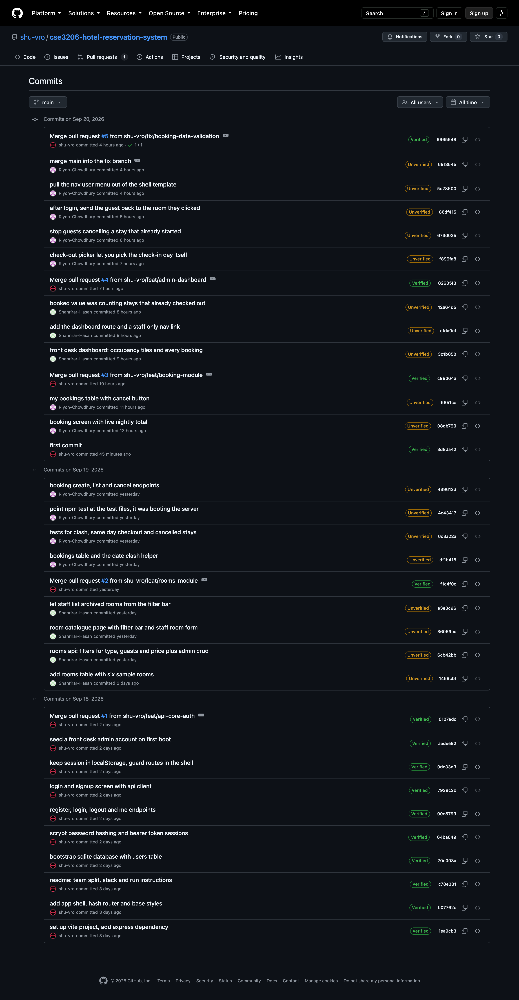 Platform Solutions Resources Open Source Enterprise Pricing Search / Sign in Sign up
shu-vro / cse3206-hotel-reservation-system Public Notifications Fork 0 Star 0
Code Issues Pull requests 1 Actions Projects Security and quality Insights
Commits
main All users All time
Commits on Sep 20, 2026
Merge pull request #5 from shu-vro/fix/booking-date-validation
Verified 6965548
shu-vro committed 4 hours ago · 1 / 1
merge main into the fix branch
Unverified 69f3545
Riyon-Chowdhury committed 4 hours ago
pull the nav user menu out of the shell template
Unverified 5c28600
Riyon-Chowdhury committed 4 hours ago
after login, send the guest back to the room they clicked
Unverified 86df415
Riyon-Chowdhury committed 5 hours ago
stop guests cancelling a stay that already started
Unverified 673d035
Riyon-Chowdhury committed 6 hours ago
check-out picker let you pick the check-in day itself
Unverified f899fa8
Riyon-Chowdhury committed 7 hours ago
Merge pull request #4 from shu-vro/feat/admin-dashboard
Verified 82635f3
shu-vro committed 7 hours ago
booked value was counting stays that already checked out
Unverified 12a64d5
Shahrirar-Hasan committed 8 hours ago
add the dashboard route and a staff only nav link
Unverified efda0cf
Shahrirar-Hasan committed 9 hours ago
front desk dashboard: occupancy tiles and every booking
Unverified 3c1b050
Shahrirar-Hasan committed 9 hours ago
Merge pull request #3 from shu-vro/feat/booking-module
Verified c98d64a
shu-vro committed 10 hours ago
my bookings table with cancel button
Unverified f5851ce
Riyon-Chowdhury committed 11 hours ago
booking screen with live nightly total
Unverified 08db790
Riyon-Chowdhury committed 13 hours ago
first commit
Verified 3d8da42
shu-vro committed 45 minutes ago
Commits on Sep 19, 2026
booking create, list and cancel endpoints
Unverified 439612d
Riyon-Chowdhury committed yesterday
point npm test at the test files, it was booting the server
Unverified 4c43417
Riyon-Chowdhury committed yesterday
tests for clash, same day checkout and cancelled stays
Unverified 6c3a22a
Riyon-Chowdhury committed yesterday
bookings table and the date clash helper
Unverified df1b418
Riyon-Chowdhury committed yesterday
Merge pull request #2 from shu-vro/feat/rooms-module
Verified f1c4f0c
shu-vro committed yesterday
let staff list archived rooms from the filter bar
Unverified e3e8c96
Shahrirar-Hasan committed yesterday
room catalogue page with filter bar and staff room form
Unverified 36059ec
Shahrirar-Hasan committed yesterday
rooms api: filters for type, guests and price plus admin crud
Unverified 6cb42bb
Shahrirar-Hasan committed yesterday
add rooms table with six sample rooms
Unverified 1469cbf
Shahrirar-Hasan committed 2 days ago
Commits on Sep 18, 2026
Merge pull request #1 from shu-vro/feat/api-core-auth
Verified 0127edc
shu-vro committed 2 days ago
seed a front desk admin account on first boot
Verified aadee92
shu-vro committed 2 days ago
keep session in localStorage, guard routes in the shell
Verified 0dc33d3
shu-vro committed 2 days ago
login and signup screen with api client
Verified 7939c2b
shu-vro committed 2 days ago
register, login, logout and me endpoints
Verified 90e8799
shu-vro committed 2 days ago
scrypt password hashing and bearer token sessions
Verified 64ba049
shu-vro committed 2 days ago
bootstrap sqlite database with users table
Verified 70e003a
shu-vro committed 2 days ago
readme: team split, stack and run instructions
Verified c78e381
shu-vro committed 3 days ago
add app shell, hash router and base styles
Verified b07762c
shu-vro committed 3 days ago
set up vite project, add express dependency
Verified 1ea9cb3
shu-vro committed 3 days ago
© 2026 GitHub, Inc. Terms Privacy Security Status Community Docs Contact Manage cookies Do not share my personal information